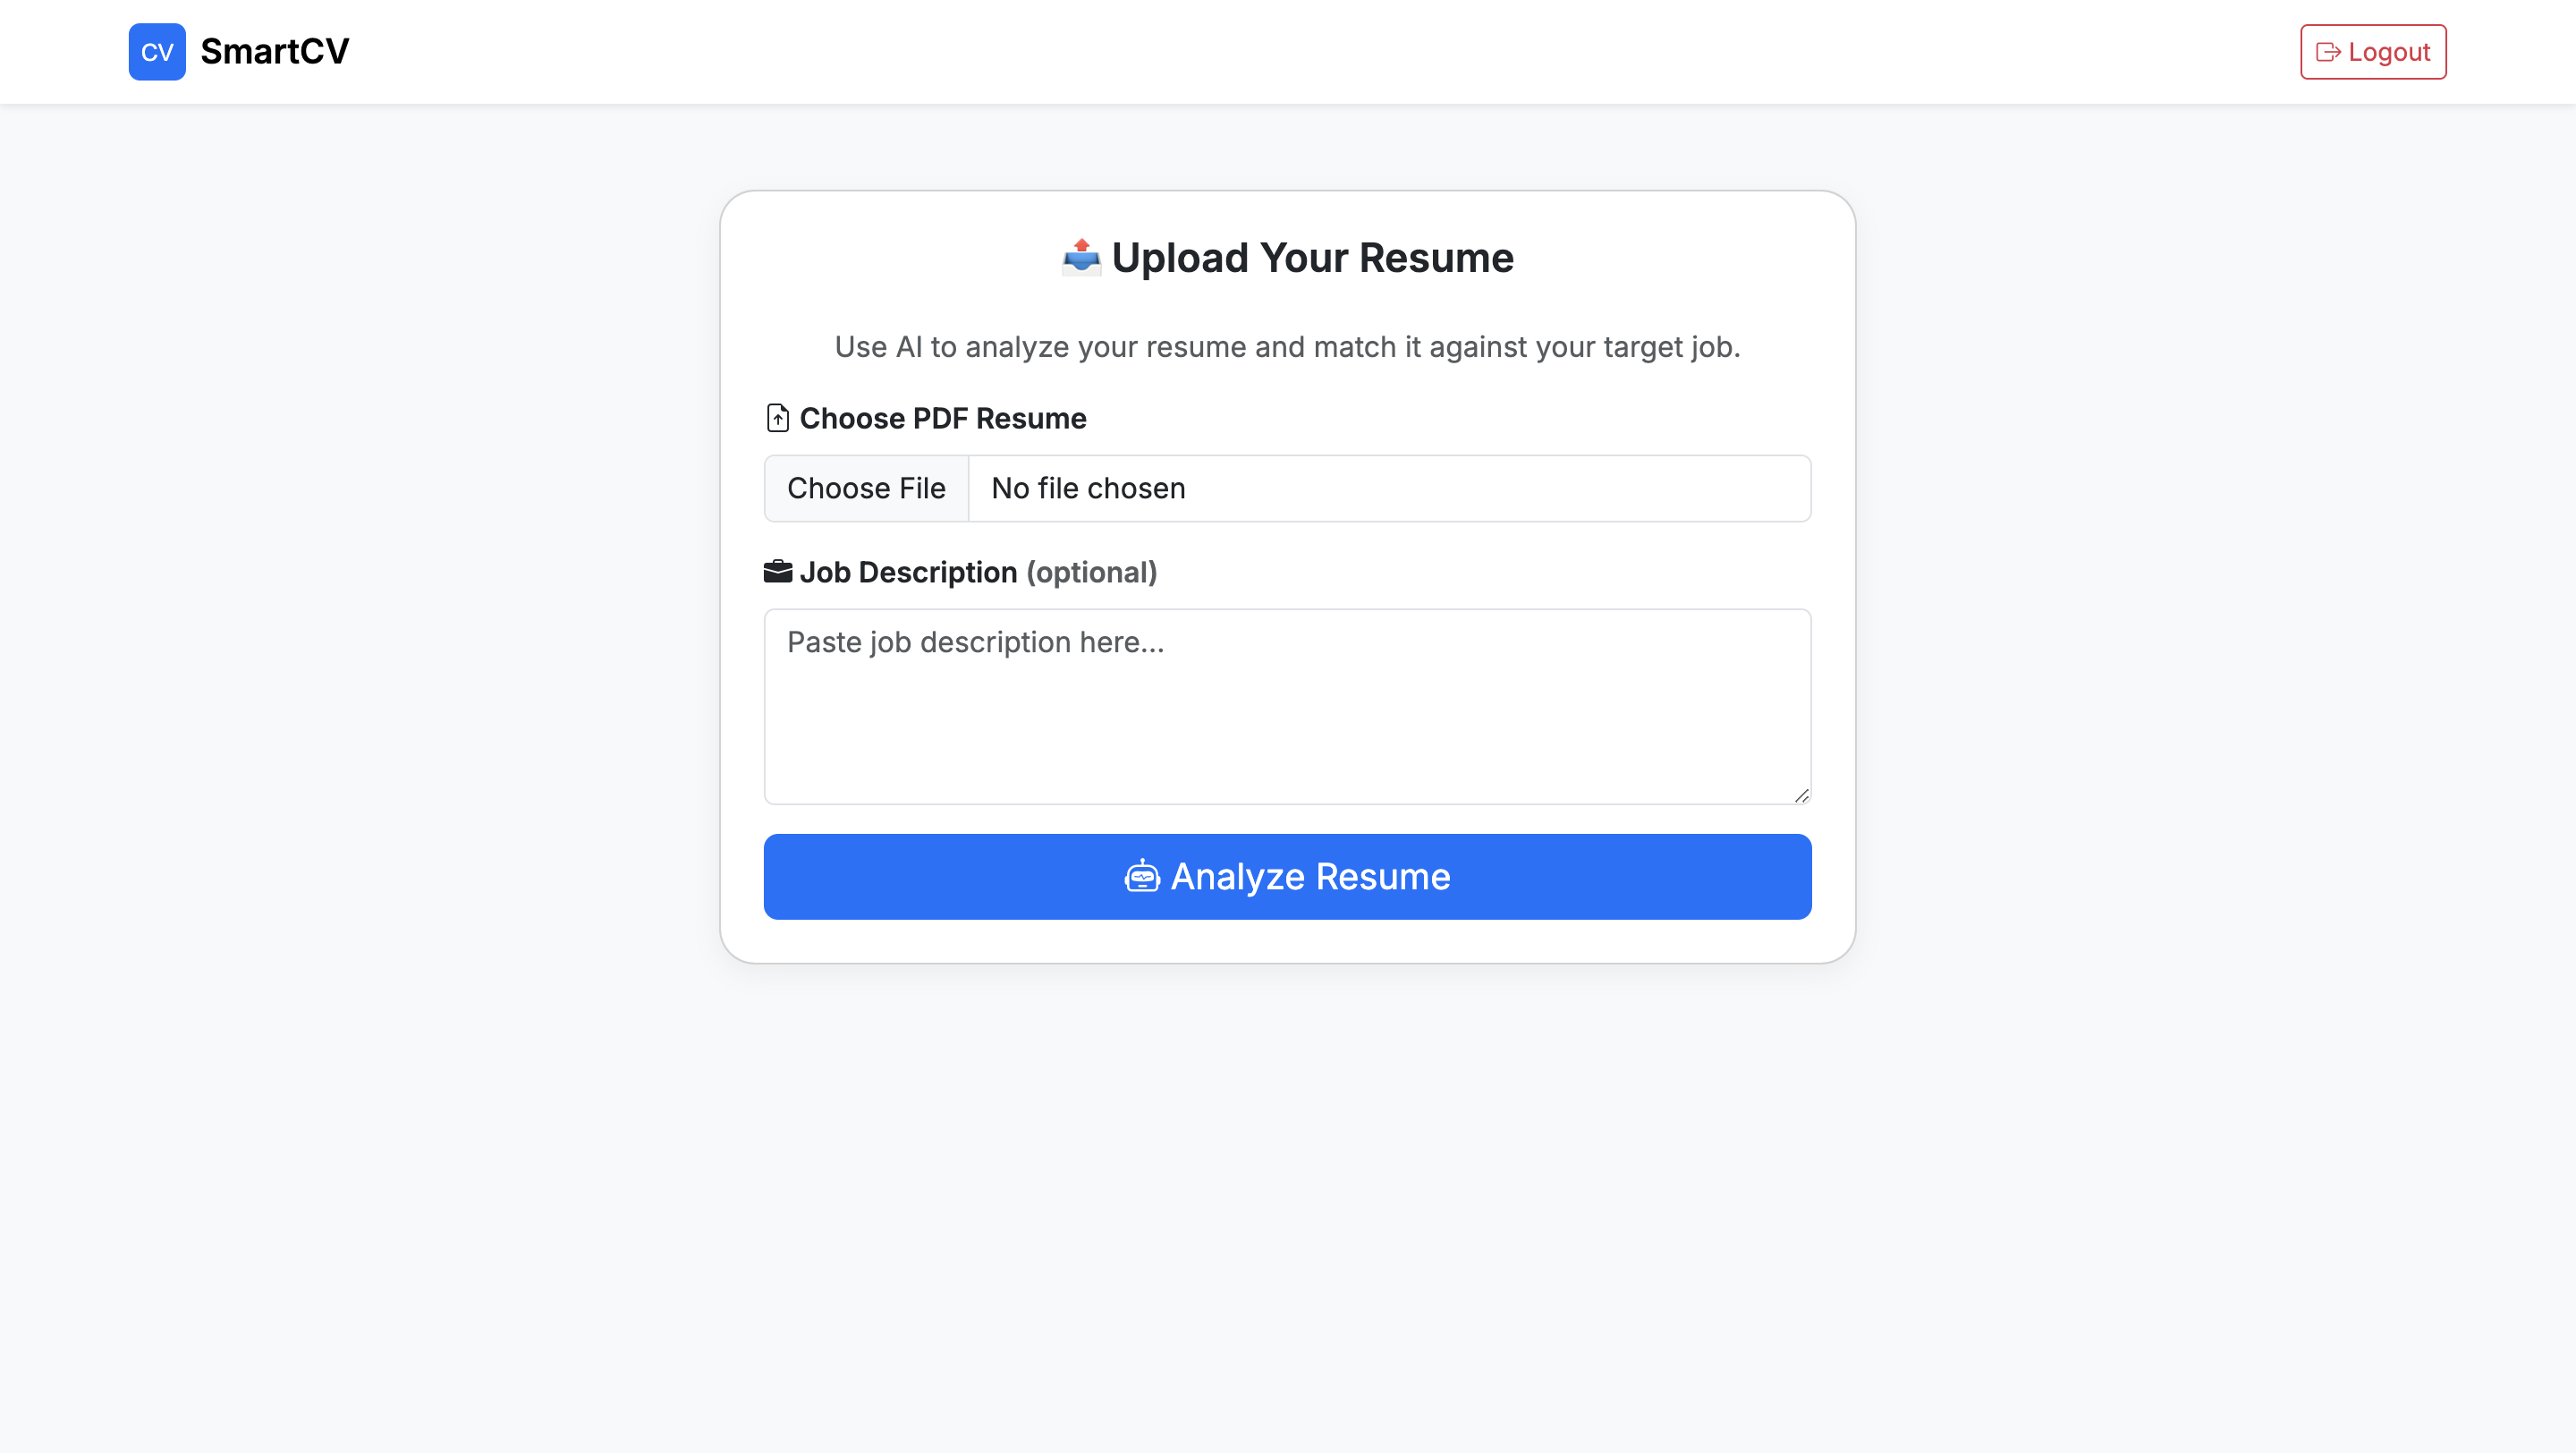 CV SmartCV
Logout
Upload Your Resume
Use AI to analyze your resume and match it against your target job.
Choose PDF Resume
Choose File No file chosen
Job Description (optional)
Paste job description here...
Analyze Resume